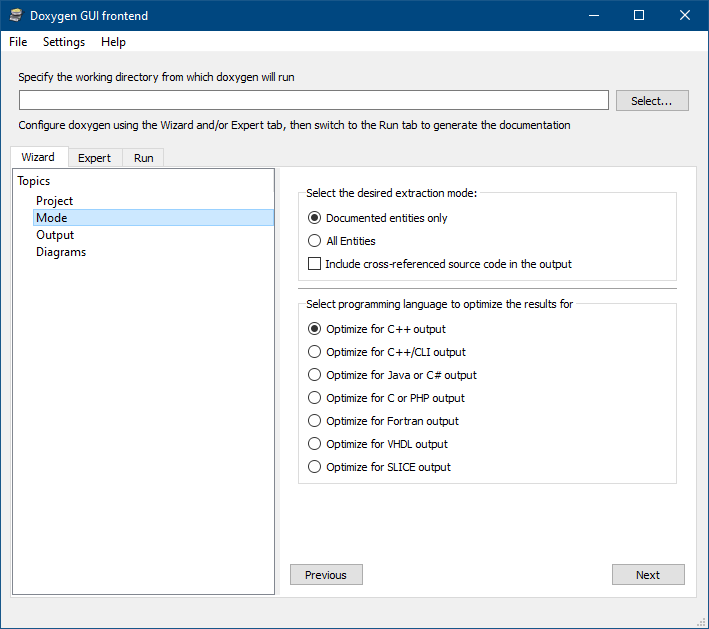 Doxygen GUI frontend
File Settings Help
Specify the working directory from which doxygen will run
Select...
Configure doxygen using the Wizard and/or Expert tab, then switch to the Run tab to generate the documentation
Wizard Expert Run
Topics
Project
Mode
Output
Diagrams
Select the desired extraction mode:
Documented entities only
All Entities
Include cross-referenced source code in the output
Select programming language to optimize the results for
Optimize for C++ output
Optimize for C++/CLI output
Optimize for Java or C# output
Optimize for C or PHP output
Optimize for Fortran output
Optimize for VHDL output
Optimize for SLICE output
Previous Next